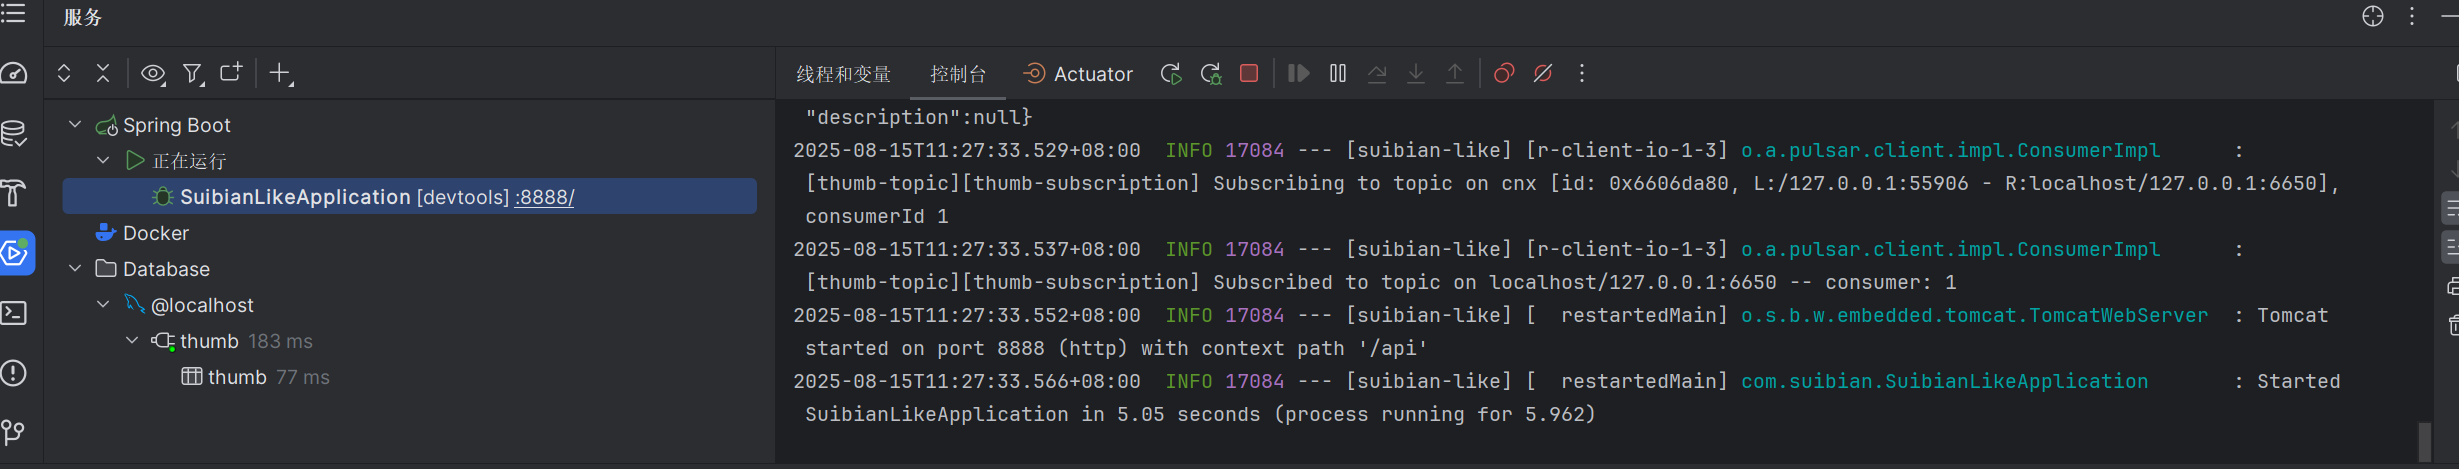 服务
线程和变量 控制台 Actuator
Spring Boot
正在运行
SuibianLikeApplication [devtools] :8888/
Docker
Database
@localhost
thumb 183 ms
thumb 77 ms
"description":null}
2025-08-15T11:27:33.529+08:00  INFO 17084 --- [suibian-like] [r-client-io-1-3] o.a.pulsar.client.impl.ConsumerImpl      :
[thumb-topic][thumb-subscription] Subscribing to topic on cnx [id: 0x6606da80, L:/127.0.0.1:55906 - R:localhost/127.0.0.1:6650],
consumerId 1
2025-08-15T11:27:33.537+08:00  INFO 17084 --- [suibian-like] [r-client-io-1-3] o.a.pulsar.client.impl.ConsumerImpl      :
[thumb-topic][thumb-subscription] Subscribed to topic on localhost/127.0.0.1:6650 -- consumer: 1
2025-08-15T11:27:33.552+08:00  INFO 17084 --- [suibian-like] [  restartedMain] o.s.b.w.embedded.tomcat.TomcatWebServer  : Tomcat
started on port 8888 (http) with context path '/api'
2025-08-15T11:27:33.566+08:00  INFO 17084 --- [suibian-like] [  restartedMain] com.suibian.SuibianLikeApplication       : Started
SuibianLikeApplication in 5.05 seconds (process running for 5.962)